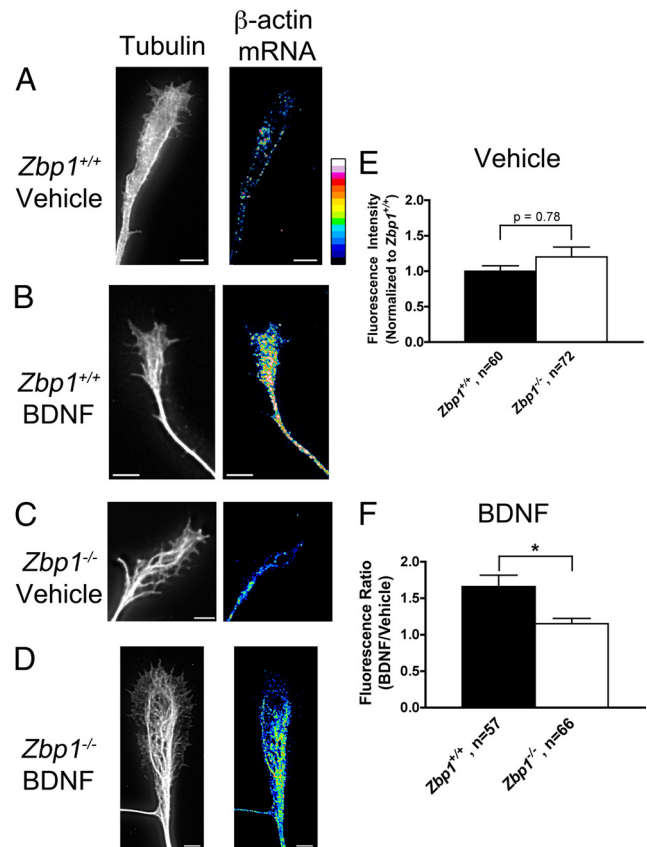 Tubulin
β-actin
mRNA
A
Zbp1+/+
Vehicle
B
Zbp1+/+
BDNF
C
Zbp1-/-
Vehicle
D
Zbp1-/-
BDNF
E
Vehicle
Fluorescence Intensity
(Normalized to Zbp1+/+)
2.0
1.5
1.0
0.5
0.0
p = 0.78
Zbp1+/+, n=60
Zbp1-/-, n=72
F
BDNF
Fluorescence Ratio
(BDNF/Vehicle)
2.0
1.5
1.0
0.5
0.0
*
Zbp1+/+, n=57
Zbp1-/-, n=66